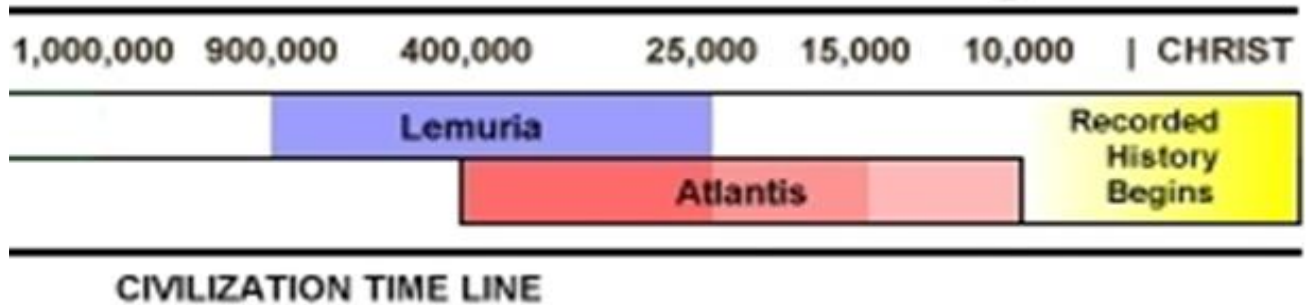 1,000,000 900,000 400,000 25,000 15,000 10,000 | CHRIST
Lemuria
Atlantis
Recorded
History
Begins
CIVILIZATION TIME LINE